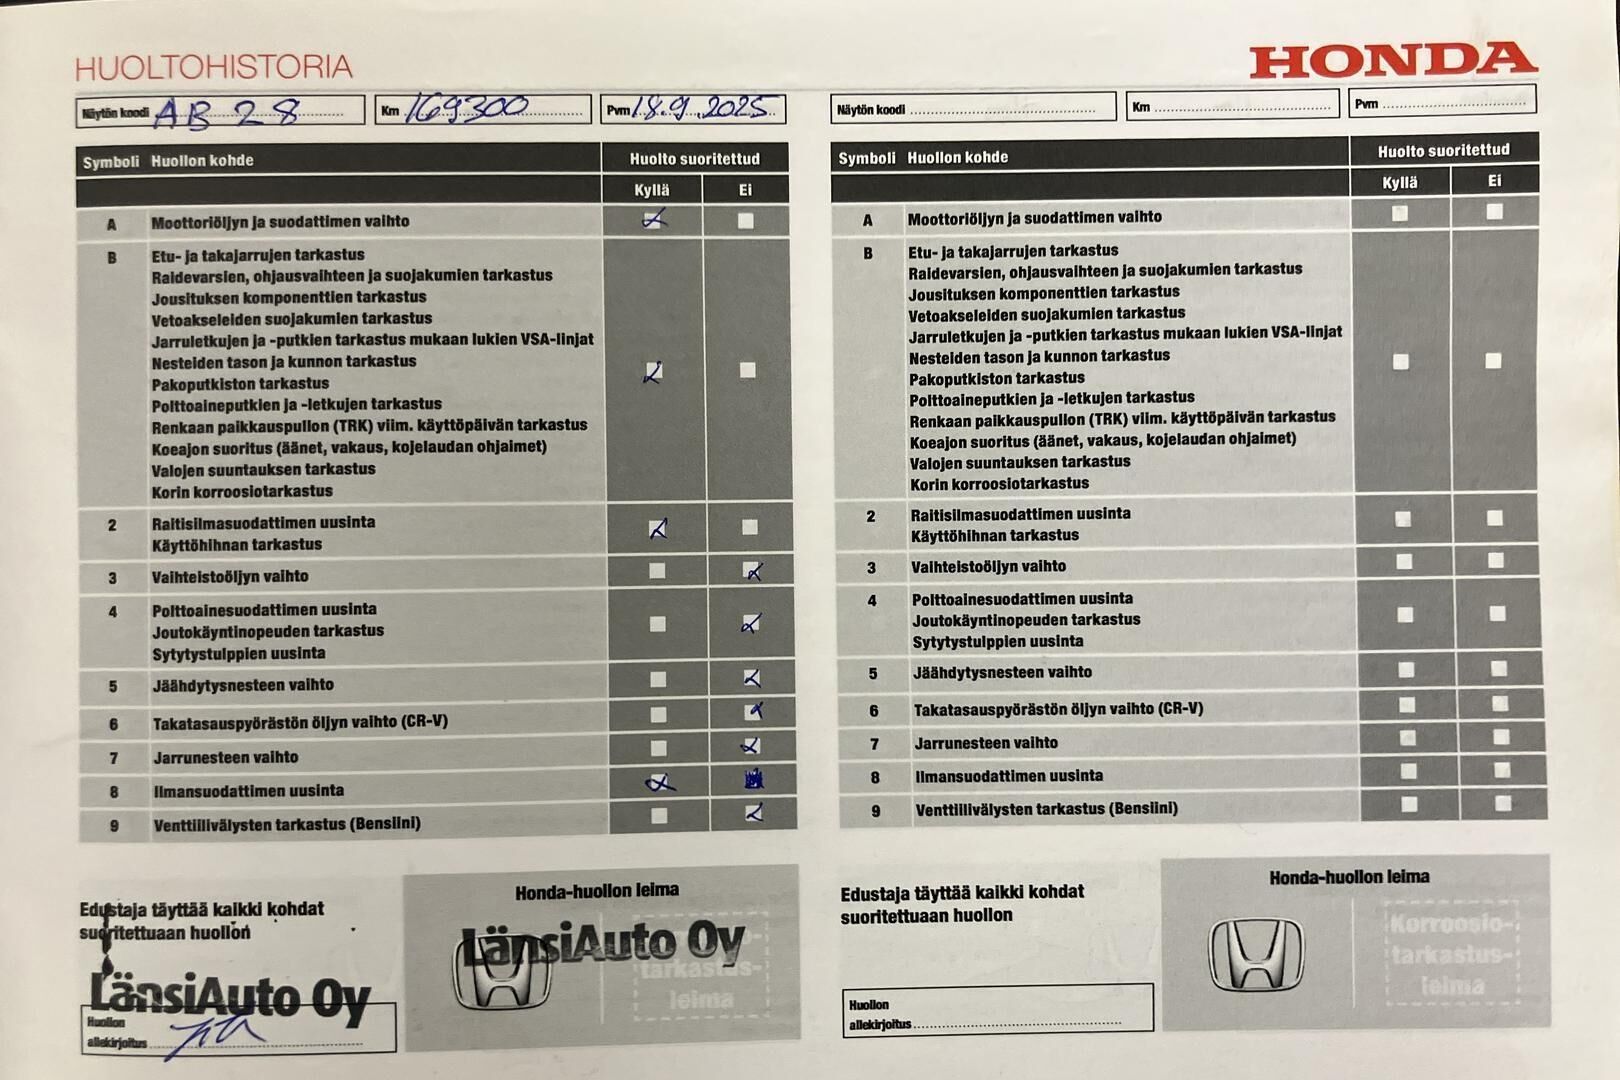 HUOLTOHISTORIA
HONDA
Näytön koodi AB 28
Km 169300
Pvm 18.9.2025
Symboli Huollon kohde Huolto suoritettud
Kyllä Ei
A Moottoriöljyn ja suodattimen vaihto
B Etu- ja takajarrujen tarkastus
Raidevarsien, ohjausvaihteen ja suojakumien tarkastus
Jousituksen komponenttien tarkastus
Vetoakseleiden suojakumien tarkastus
Jarruletkujen ja -putkien tarkastus mukaan lukien VSA-linjat
Nesteiden tason ja kunnon tarkastus
Pakoputkiston tarkastus
Polttoaineputkien ja -letkujen tarkastus
Renkaan paikkauspullon (TRK) viim. käyttöpäivän tarkastus
Koeajon suoritus (äänet, vakaus, kojelaudan ohjaimet)
Valojen suuntauksen tarkastus
Korin korroosiotarkastus
2 Raitisilmasuodattimen uusinta
Käyttöhihnan tarkastus
3 Vaihteistoöljyn vaihto
4 Polttoainesuodattimen uusinta
Joutokäyntinopeuden tarkastus
Sytytystulppien uusinta
5 Jäähdytysnesteen vaihto
6 Takatasauspyörästön öljyn vaihto (CR-V)
7 Jarrunesteen vaihto
8 Ilmansuodattimen uusinta
9 Venttiilivälysten tarkastus (Bensiini)
Edustaja täyttää kaikki kohdat
suoritettuaan huollon
LänsiAuto Oy
Huollon
allekirjoitus
Honda-huollon leima
LänsiAuto Oy
tarkastus-
leima
Näytön koodi
Km
Pvm
Symboli Huollon kohde Huolto suoritettud
Kyllä Ei
A Moottoriöljyn ja suodattimen vaihto
B Etu- ja takajarrujen tarkastus
Raidevarsien, ohjausvaihteen ja suojakumien tarkastus
Jousituksen komponenttien tarkastus
Vetoakseleiden suojakumien tarkastus
Jarruletkujen ja -putkien tarkastus mukaan lukien VSA-linjat
Nesteiden tason ja kunnon tarkastus
Pakoputkiston tarkastus
Polttoaineputkien ja -letkujen tarkastus
Renkaan paikkauspullon (TRK) viim. käyttöpäivän tarkastus
Koeajon suoritus (äänet, vakaus, kojelaudan ohjaimet)
Valojen suuntauksen tarkastus
Korin korroosiotarkastus
2 Raitisilmasuodattimen uusinta
Käyttöhihnan tarkastus
3 Vaihteistoöljyn vaihto
4 Polttoainesuodattimen uusinta
Joutokäyntinopeuden tarkastus
Sytytystulppien uusinta
5 Jäähdytysnesteen vaihto
6 Takatasauspyörästön öljyn vaihto (CR-V)
7 Jarrunesteen vaihto
8 Ilmansuodattimen uusinta
9 Venttiilivälysten tarkastus (Bensiini)
Edustaja täyttää kaikki kohdat
suoritettuaan huollon
Huollon
allekirjoitus
Honda-huollon leima
Korroosio-
tarkastus-
leima